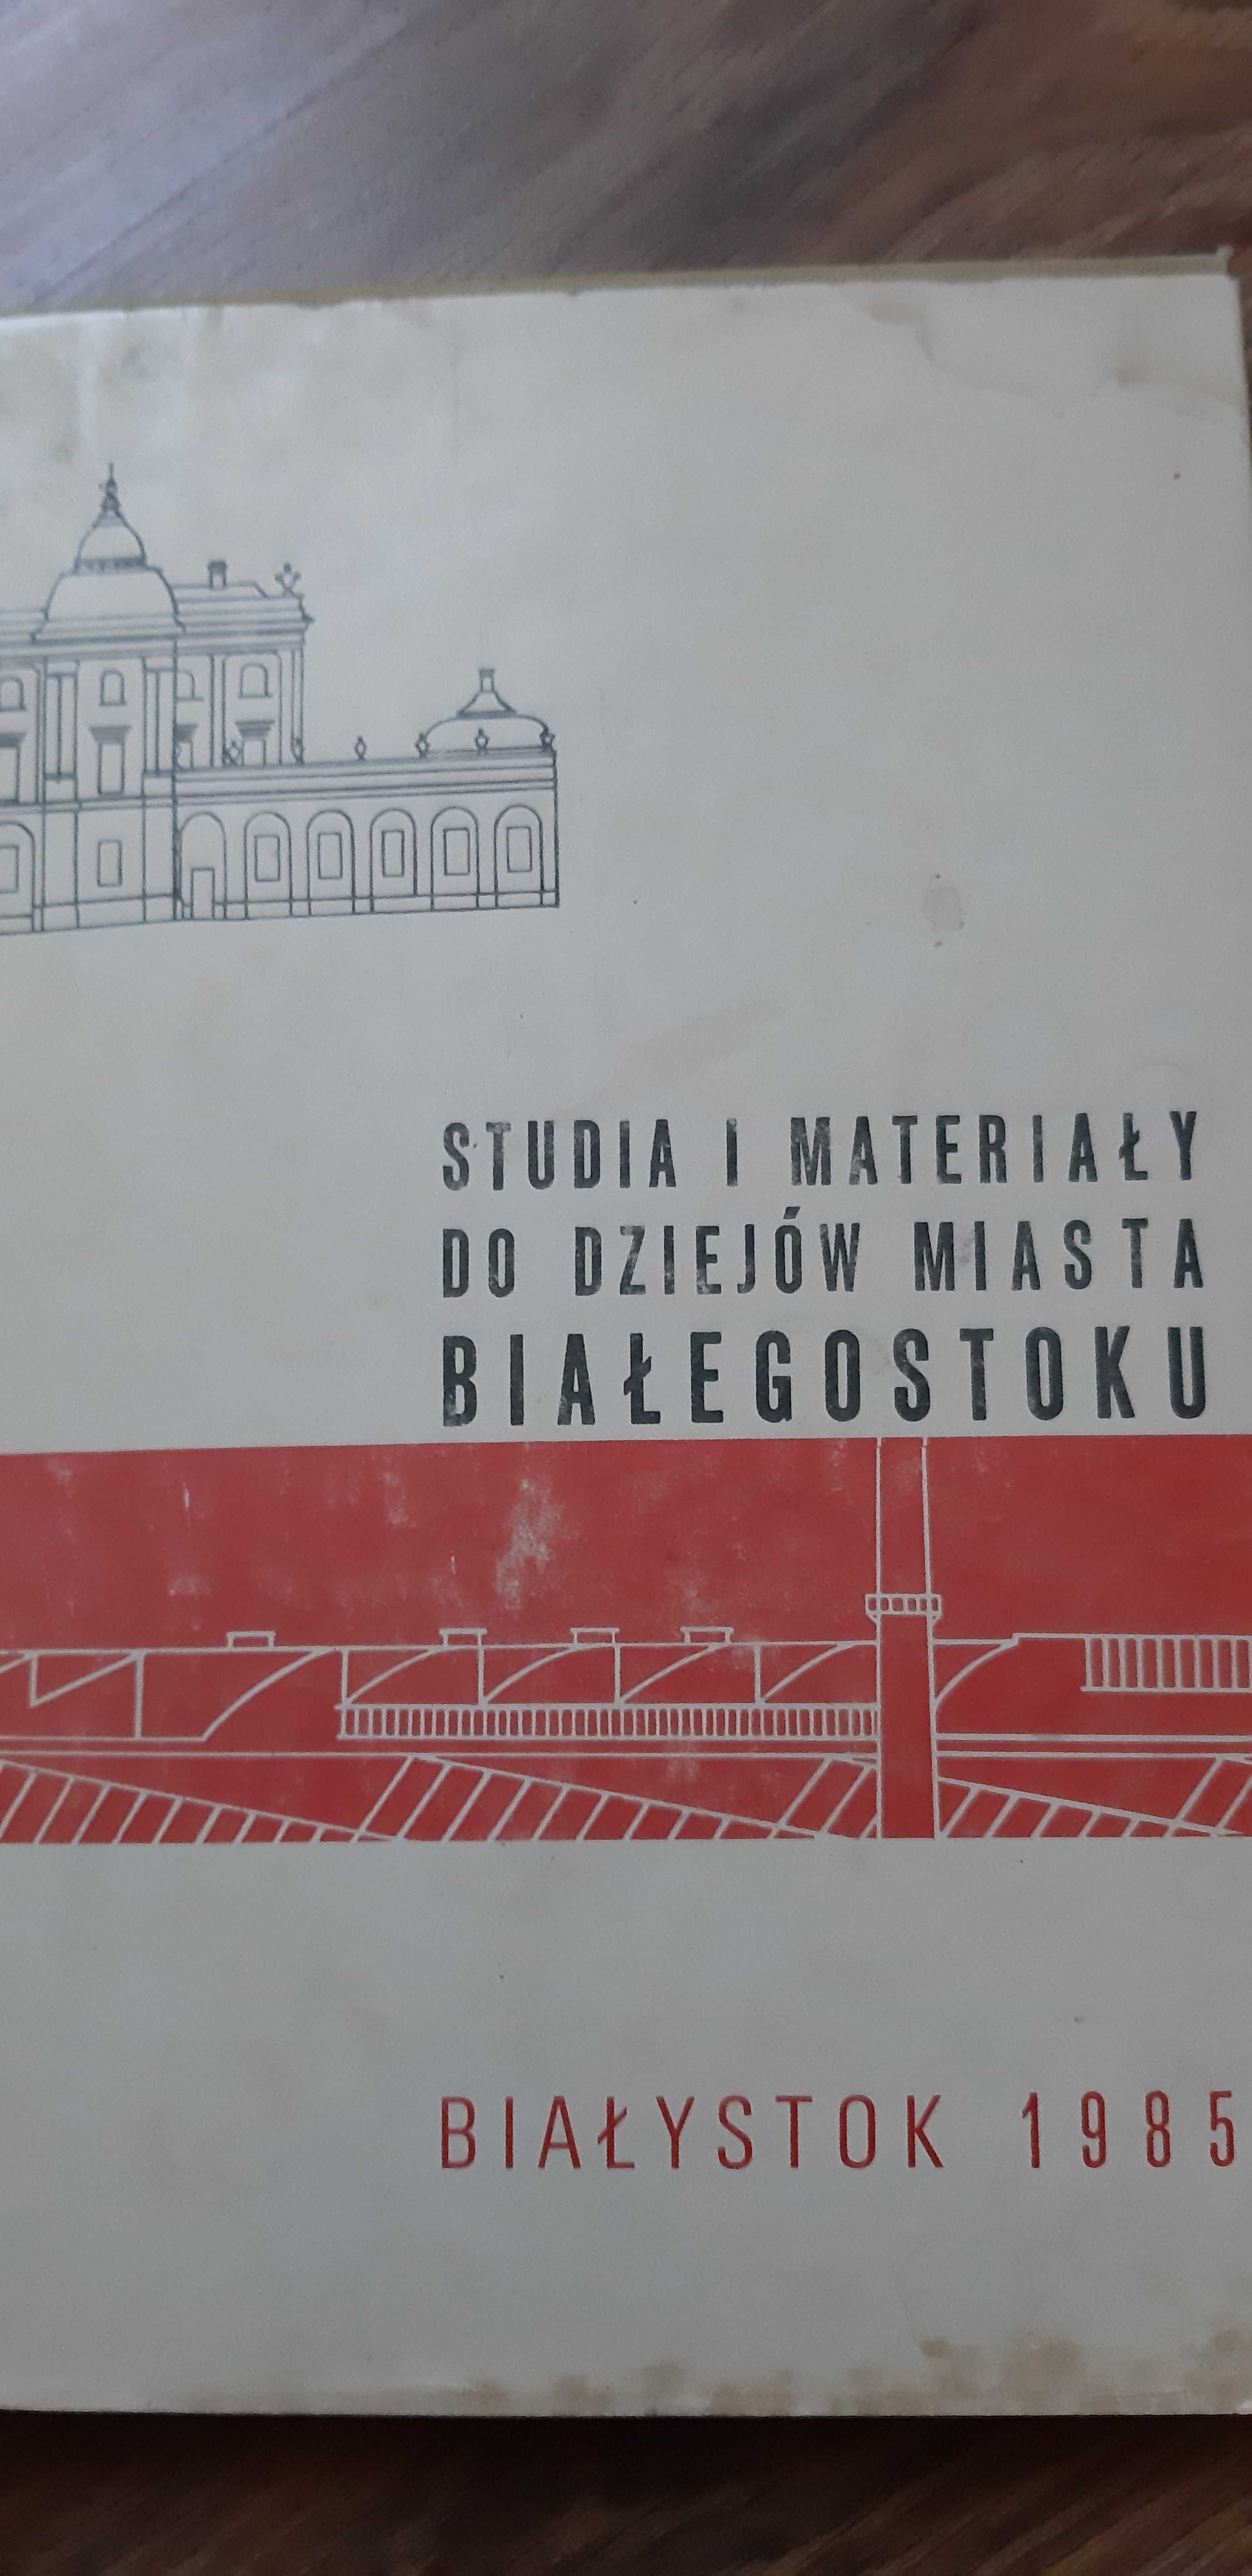 STUDIA I MATERIAŁY
DO DZIEJÓW MIASTA
BIAŁEGOSTOKU
BIAŁYSTOK 1985